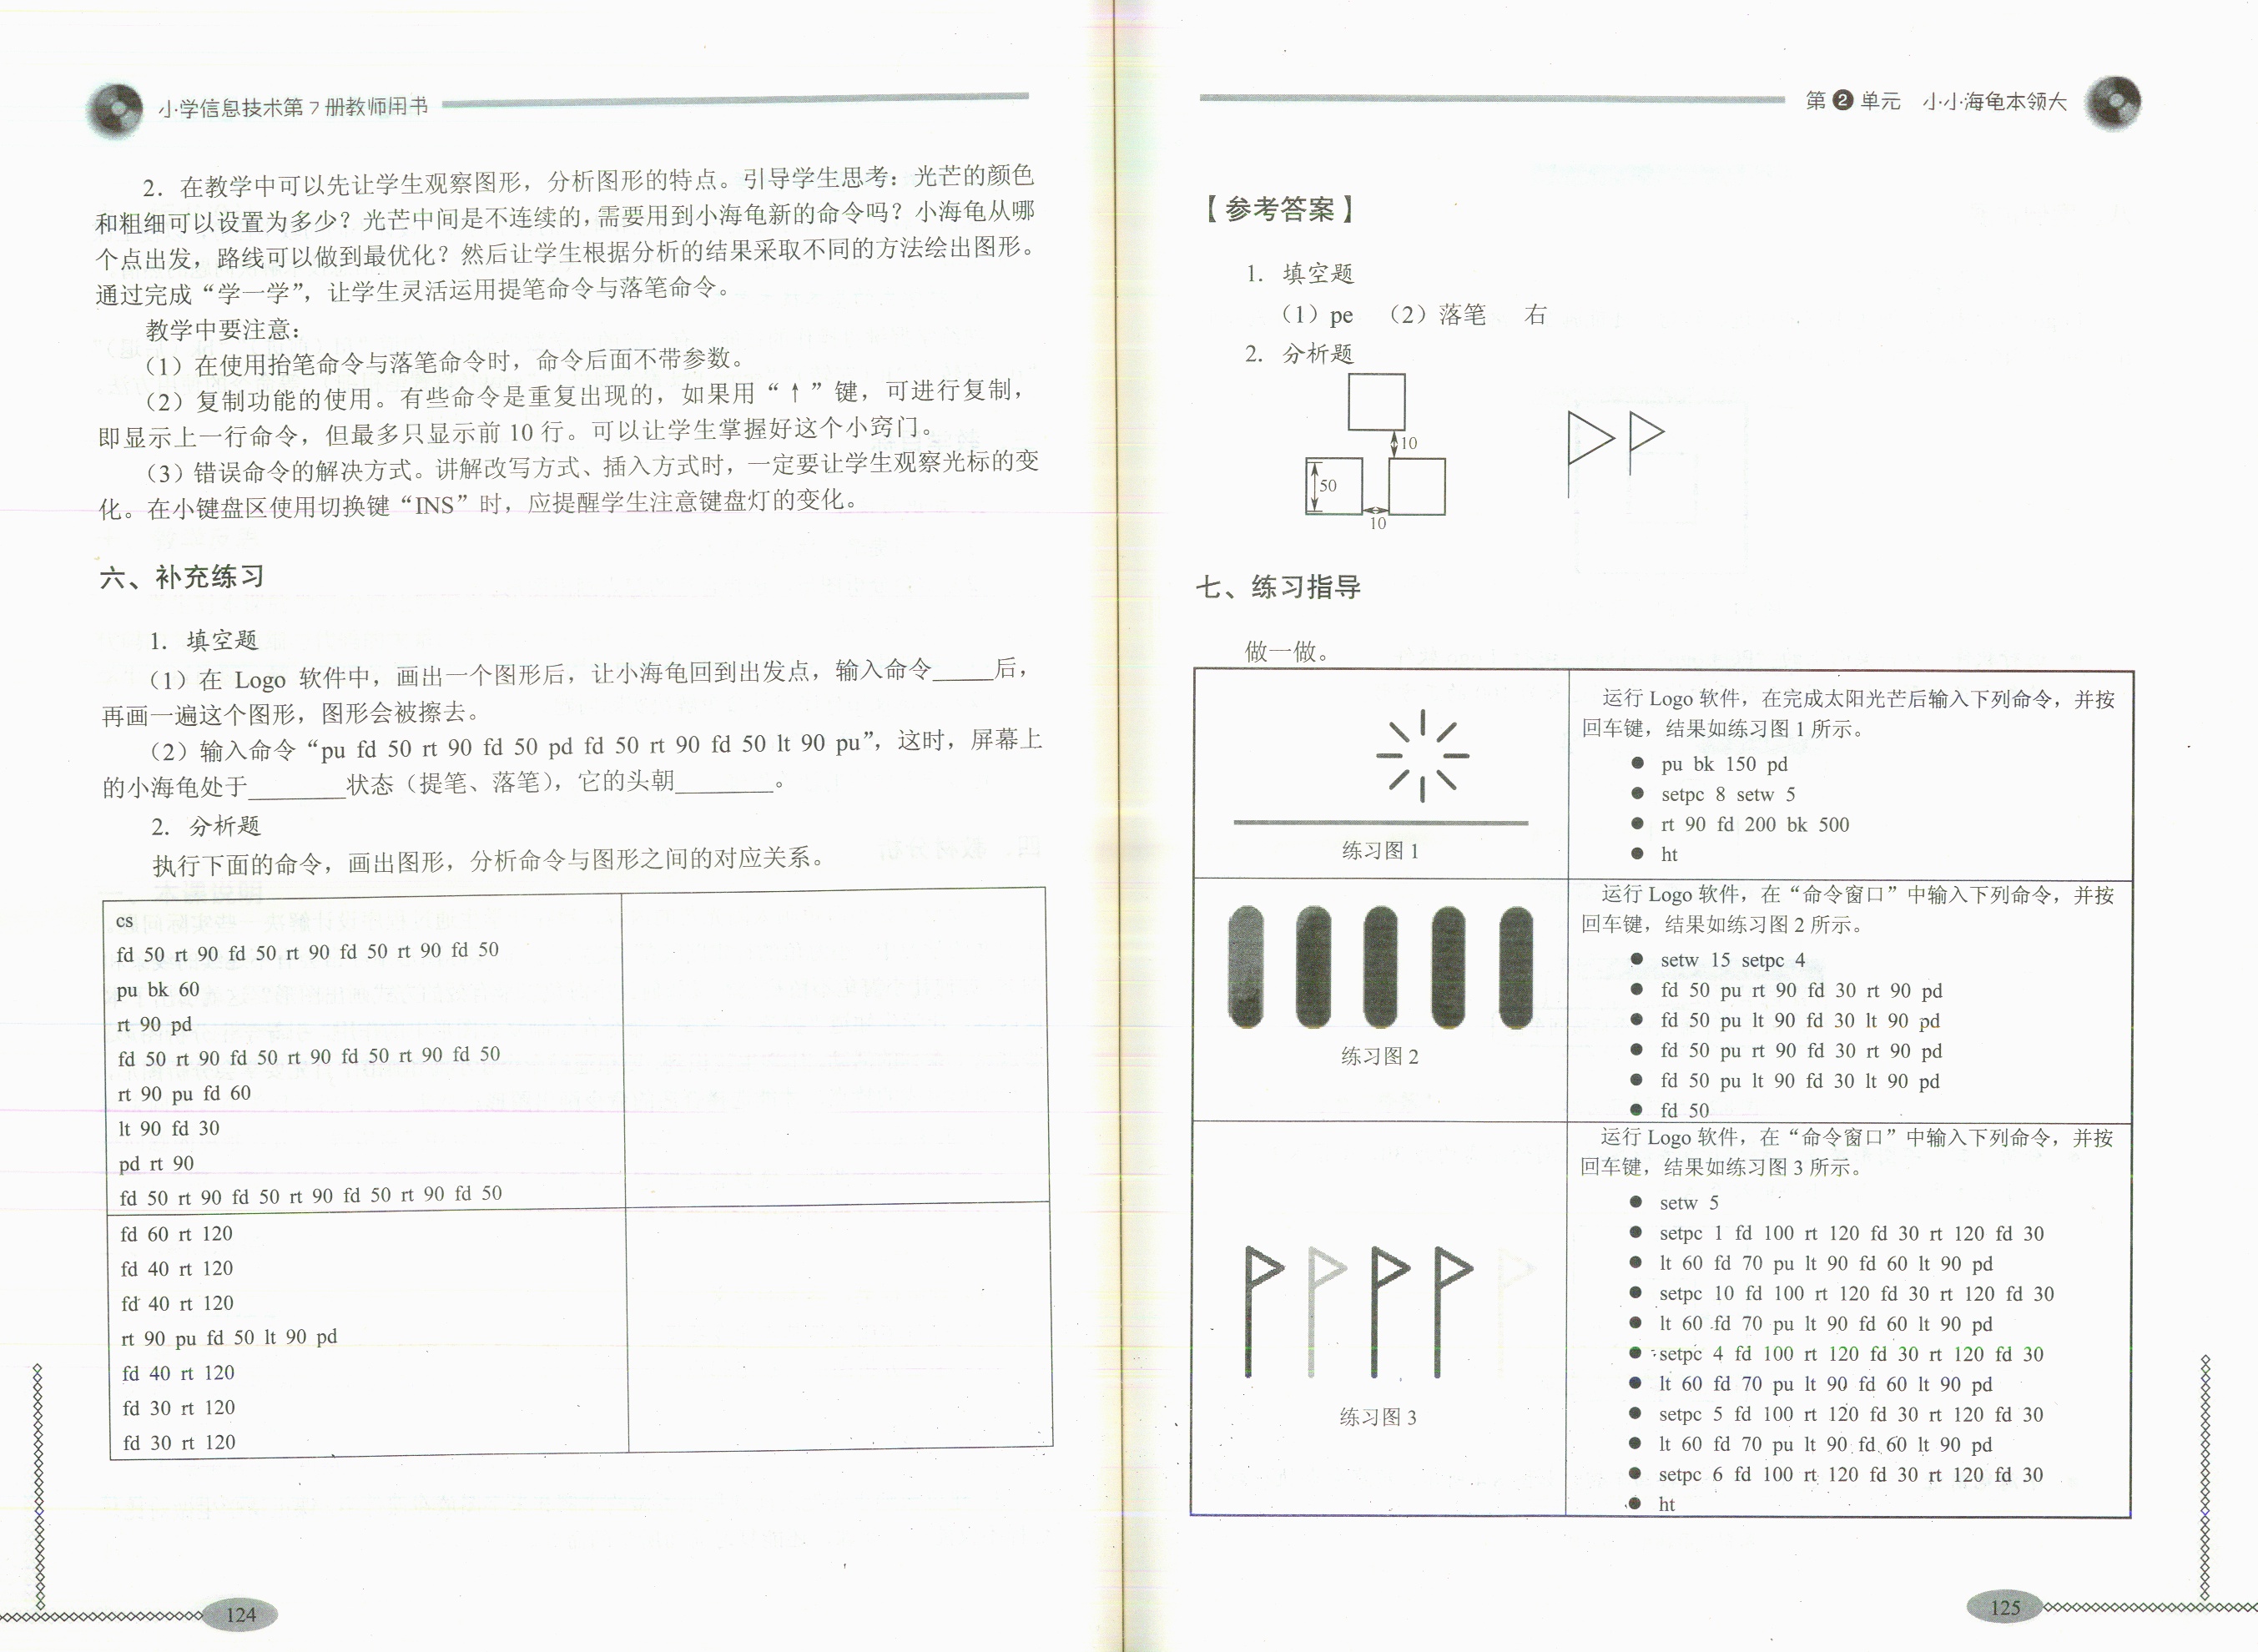 小学信息技术第7册教师用书
2. 在教学中可以先让学生观察图形，分析图形的特点。引导学生思考：光芒的颜色
和粗细可以设置为多少？光芒中间是不连续的，需要用到小海龟新的命令吗？小海龟从哪
个点出发，路线可以做到最优化？然后让学生根据分析的结果采取不同的方法绘出图形。
通过完成“学一学”，让学生灵活运用提笔命令与落笔命令。
教学中要注意：
（1）在使用抬笔命令与落笔命令时，命令后面不带参数。
（2）复制功能的使用。有些命令是重复出现的，如果用“↑”键，可进行复制，
即显示上一行命令，但最多只显示前 10 行。可以让学生掌握好这个小窍门。
（3）错误命令的解决方式。讲解改写方式、插入方式时，一定要让学生观察光标的变
化。在小键盘区使用切换键“INS”时，应提醒学生注意键盘灯的变化。
六、补充练习
1. 填空题
（1）在 Logo 软件中，画出一个图形后，让小海龟回到出发点，输入命令_____后，
再画一遍这个图形，图形会被擦去。
（2）输入命令“pu fd 50 rt 90 fd 50 pd fd 50 rt 90 fd 50 lt 90 pu”，这时，屏幕上
的小海龟处于________状态（提笔、落笔），它的头朝________。
2. 分析题
执行下面的命令，画出图形，分析命令与图形之间的对应关系。
cs
fd 50 rt 90 fd 50 rt 90 fd 50 rt 90 fd 50
pu bk 60
rt 90 pd
fd 50 rt 90 fd 50 rt 90 fd 50 rt 90 fd 50
rt 90 pu fd 60
lt 90 fd 30
pd rt 90
fd 50 rt 90 fd 50 rt 90 fd 50 rt 90 fd 50
fd 60 rt 120
fd 40 rt 120
fd 40 rt 120
rt 90 pu fd 50 lt 90 pd
fd 40 rt 120
fd 30 rt 120
fd 30 rt 120
124
第2单元 小小海龟本领大
【参考答案】
1. 填空题
（1）pe （2）落笔 右
2. 分析题
10
50
10
七、练习指导
做一做。
练习图 1
运行 Logo 软件，在完成太阳光芒后输入下列命令，并按
回车键，结果如练习图 1 所示。
● pu bk 150 pd
● setpc 8 setw 5
● rt 90 fd 200 bk 500
● ht
练习图 2
运行 Logo 软件，在“命令窗口”中输入下列命令，并按
回车键，结果如练习图 2 所示。
● setw 15 setpc 4
● fd 50 pu rt 90 fd 30 rt 90 pd
● fd 50 pu lt 90 fd 30 lt 90 pd
● fd 50 pu rt 90 fd 30 rt 90 pd
● fd 50 pu lt 90 fd 30 lt 90 pd
● fd 50
练习图 3
运行 Logo 软件，在“命令窗口”中输入下列命令，并按
回车键，结果如练习图 3 所示。
● setw 5
● setpc 1 fd 100 rt 120 fd 30 rt 120 fd 30
● lt 60 fd 70 pu lt 90 fd 60 lt 90 pd
● setpc 10 fd 100 rt 120 fd 30 rt 120 fd 30
● lt 60 fd 70 pu lt 90 fd 60 lt 90 pd
● setpc 4 fd 100 rt 120 fd 30 rt 120 fd 30
● lt 60 fd 70 pu lt 90 fd 60 lt 90 pd
● setpc 5 fd 100 rt 120 fd 30 rt 120 fd 30
● lt 60 fd 70 pu lt 90 fd 60 lt 90 pd
● setpc 6 fd 100 rt 120 fd 30 rt 120 fd 30
● ht
125